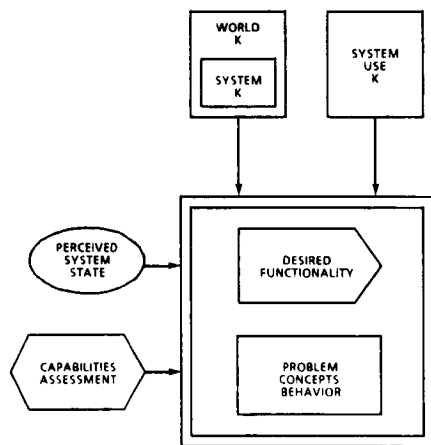 WORLD
K
SYSTEM
K
SYSTEM
USE
K
PERCEIVED
SYSTEM
STATE
DESIRED
FUNCTIONALITY
CAPABILITIES
ASSESSMENT
PROBLEM
CONCEPTS
BEHAVIOR